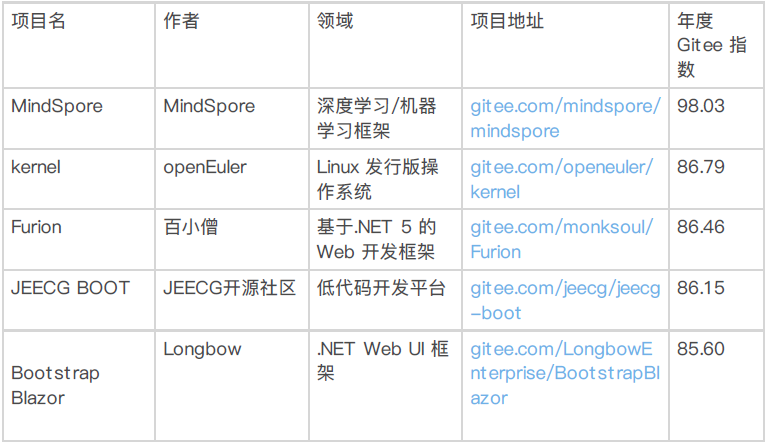 项目名 作者 领域 项目地址 年度
Gitee 指
数
MindSpore MindSpore 深度学习/机器 gitee.com/mindspore/ 98.03
学习框架 mindspore
kernel openEuler Linux 发行版操 gitee.com/openeuler/ 86.79
作系统 kernel
Furion 百小僧 基于.NET 5 的 gitee.com/monksoul/ 86.46
Web 开发框架 Furion
JEECG BOOT JEECG开源社区 低代码开发平台 gitee.com/jeecg/jeecg 86.15
-boot
Longbow .NET Web UI 框 gitee.com/LongbowE 85.60
Bootstrap 架 nterprise/BootstrapBl
Blazor azor